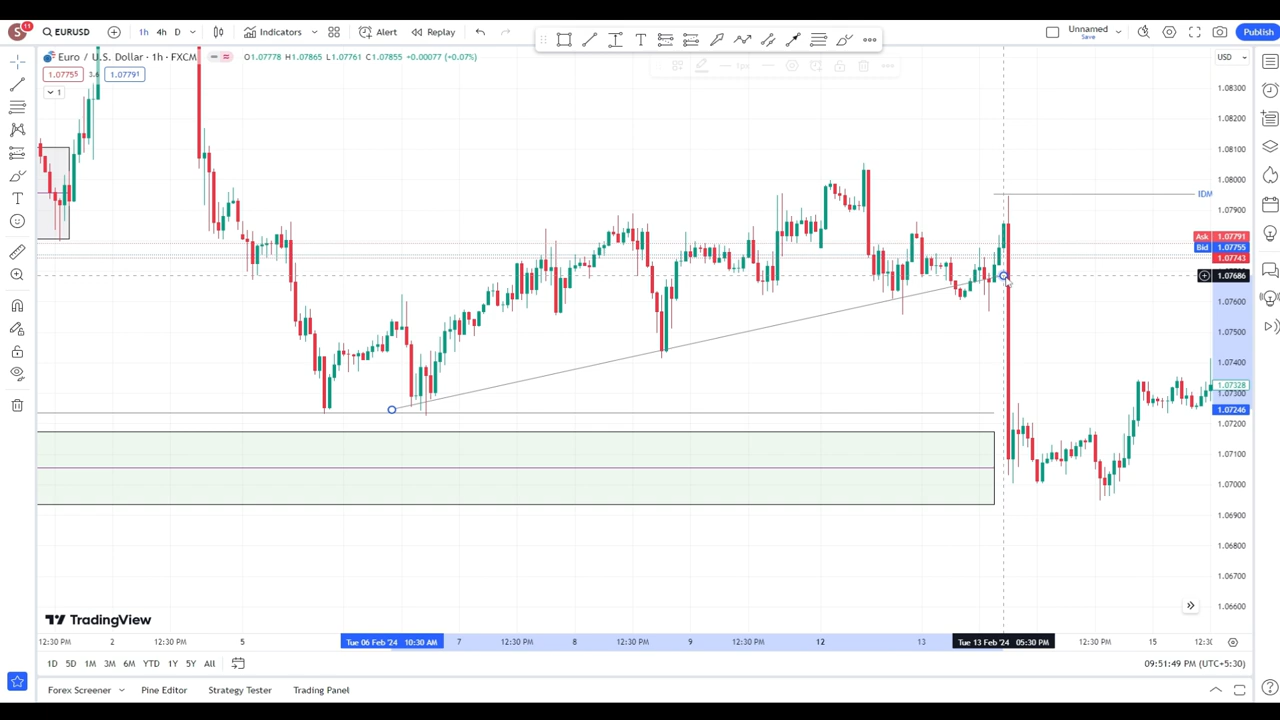 S 11 EURUSD 1h 4h D Indicators Alert Replay Unnamed Save Publish
Euro / U.S. Dollar · 1h · FXCM O1.07778 H1.07865 L1.07761 C1.07855 +0.00077 (+0.07%) USD
1.07755 3.6 1.07791
1
1.08300
1.08200
1.08100
1.08000
IDM
1.07900
Ask 1.07791
Bid 1.07755
1.07743
1.07686
1.07600
1.07500
1.07400
1.07328
1.07300
1.07246
1.07200
1.07100
1.07000
1.06900
1.06800
1.06700
1.06600
TradingView
12:30 PM 2 12:30 PM 5 Tue 06 Feb '24 10:30 AM 7 12:30 PM 8 12:30 PM 9 12:30 PM 12 13 Tue 13 Feb '24 05:30 PM 12:30 PM 15 12:30
1D 5D 1M 3M 6M YTD 1Y 5Y All 09:51:49 PM (UTC+5:30)
Forex Screener Pine Editor Strategy Tester Trading Panel